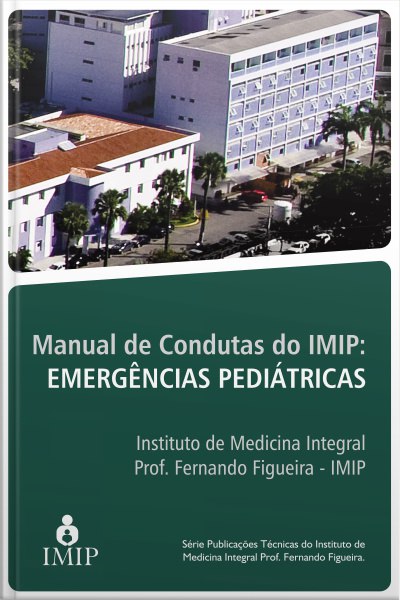 Manual de Condutas do IMIP:
EMERGÊNCIAS PEDIÁTRICAS
Instituto de Medicina Integral
Prof. Fernando Figueira - IMIP
IMIP
Série Publicações Técnicas do Instituto de
Medicina Integral Prof. Fernando Figueira.